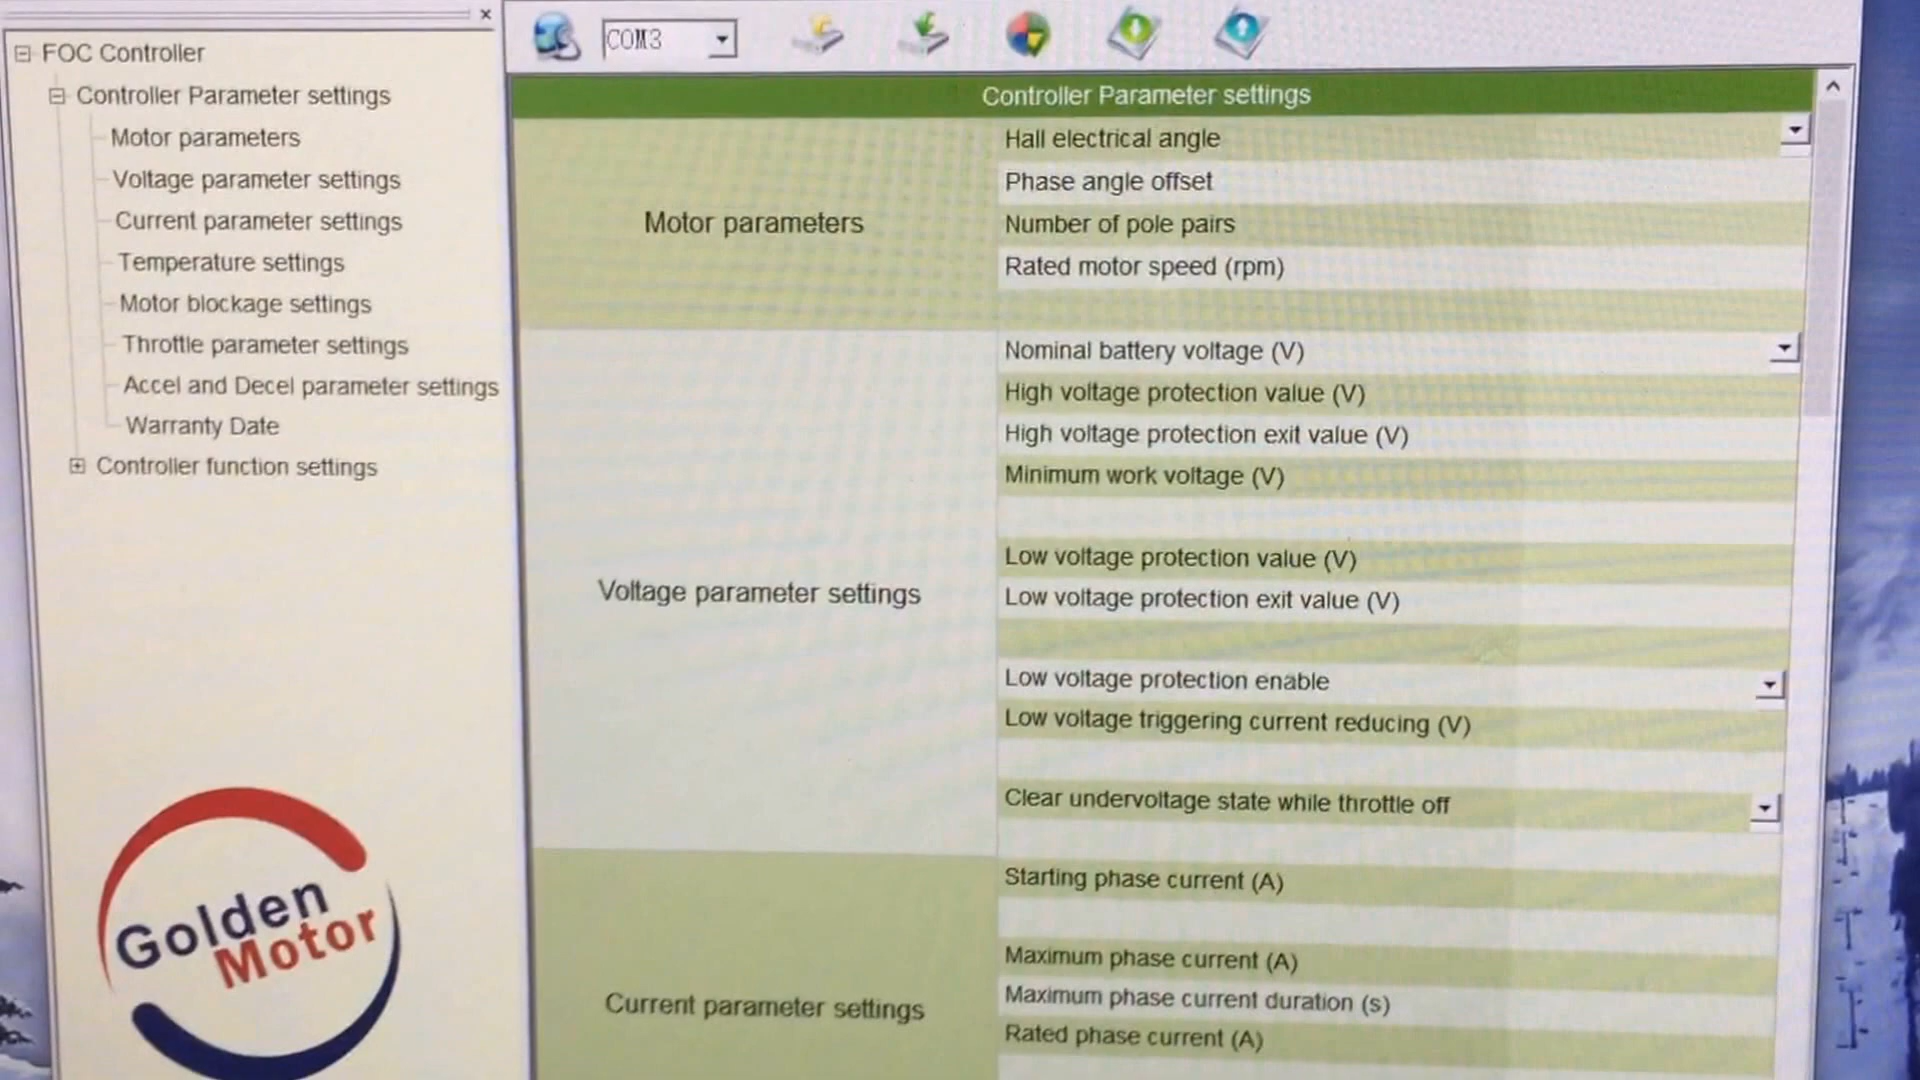 FOC Controller
Controller Parameter settings
Motor parameters
Voltage parameter settings
Current parameter settings
Temperature settings
Motor blockage settings
Throttle parameter settings
Accel and Decel parameter settings
Warranty Date
Controller function settings
Golden
Motor
COM3
Controller Parameter settings
Motor parameters
Hall electrical angle
Phase angle offset
Number of pole pairs
Rated motor speed (rpm)
Voltage parameter settings
Nominal battery voltage (V)
High voltage protection value (V)
High voltage protection exit value (V)
Minimum work voltage (V)
Low voltage protection value (V)
Low voltage protection exit value (V)
Low voltage protection enable
Low voltage triggering current reducing (V)
Clear undervoltage state while throttle off
Current parameter settings
Starting phase current (A)
Maximum phase current (A)
Maximum phase current duration (s)
Rated phase current (A)